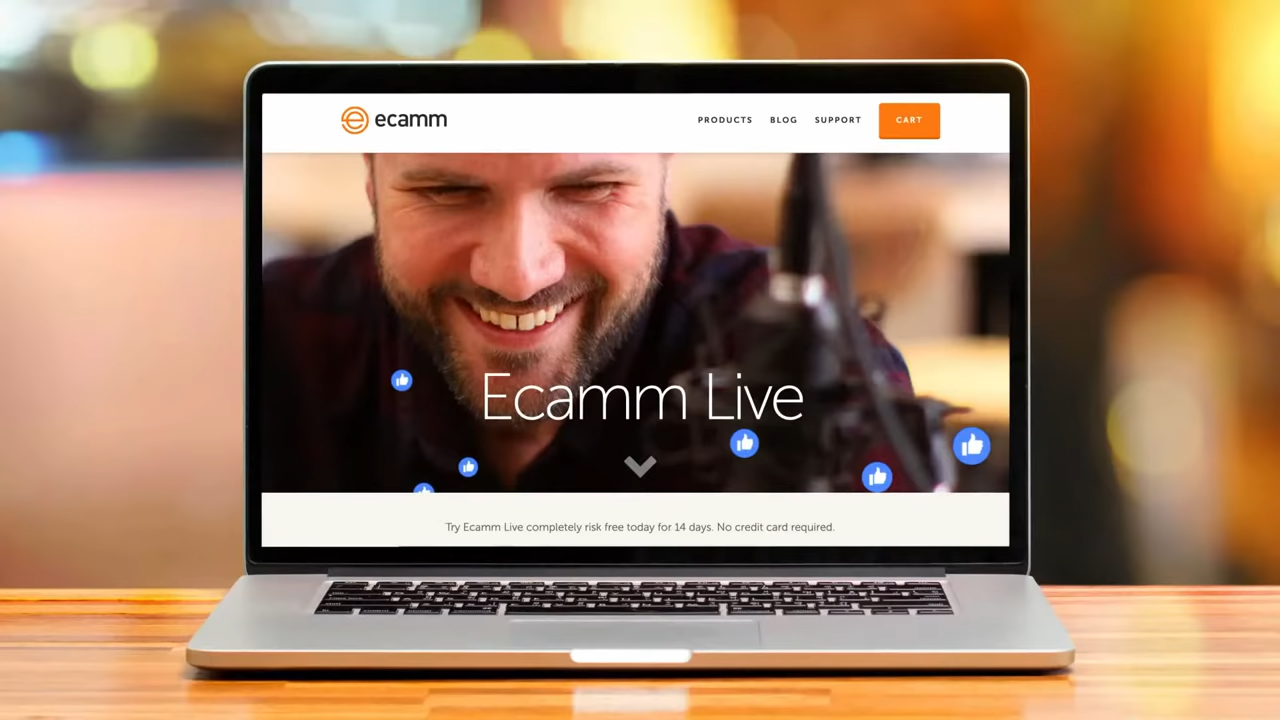 ecamm
PRODUCTS BLOG SUPPORT CART
Ecamm Live
Try Ecamm Live completely risk free today for 14 days. No credit card required.